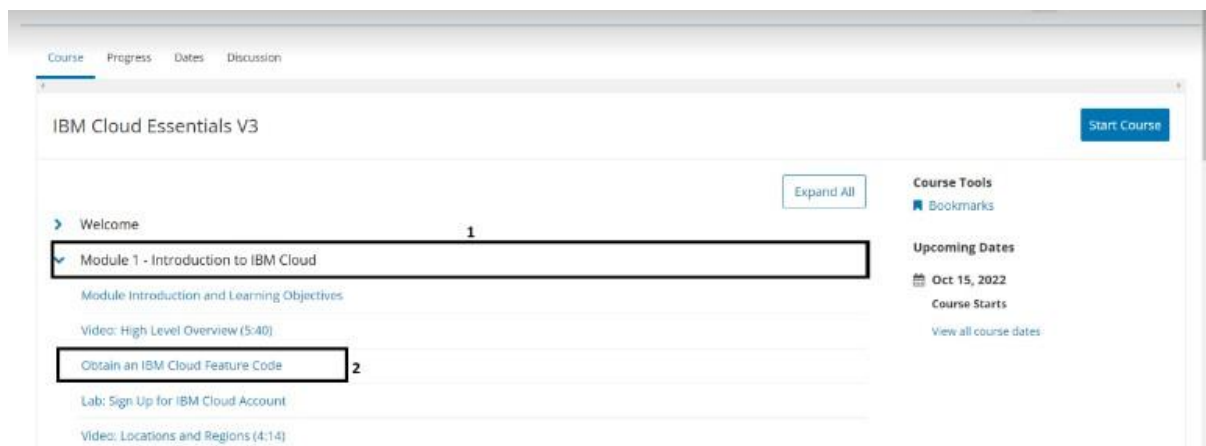 Course Progress Dates Discussion
IBM Cloud Essentials V3
Start Course
Expand All
Welcome
1
Module 1 - Introduction to IBM Cloud
Module Introduction and Learning Objectives
Video: High Level Overview (5:40)
Obtain an IBM Cloud Feature Code
2
Lab: Sign Up for IBM Cloud Account
Video: Locations and Regions (4:14)
Course Tools
Bookmarks
Upcoming Dates
Oct 15, 2022
Course Starts
View all course dates